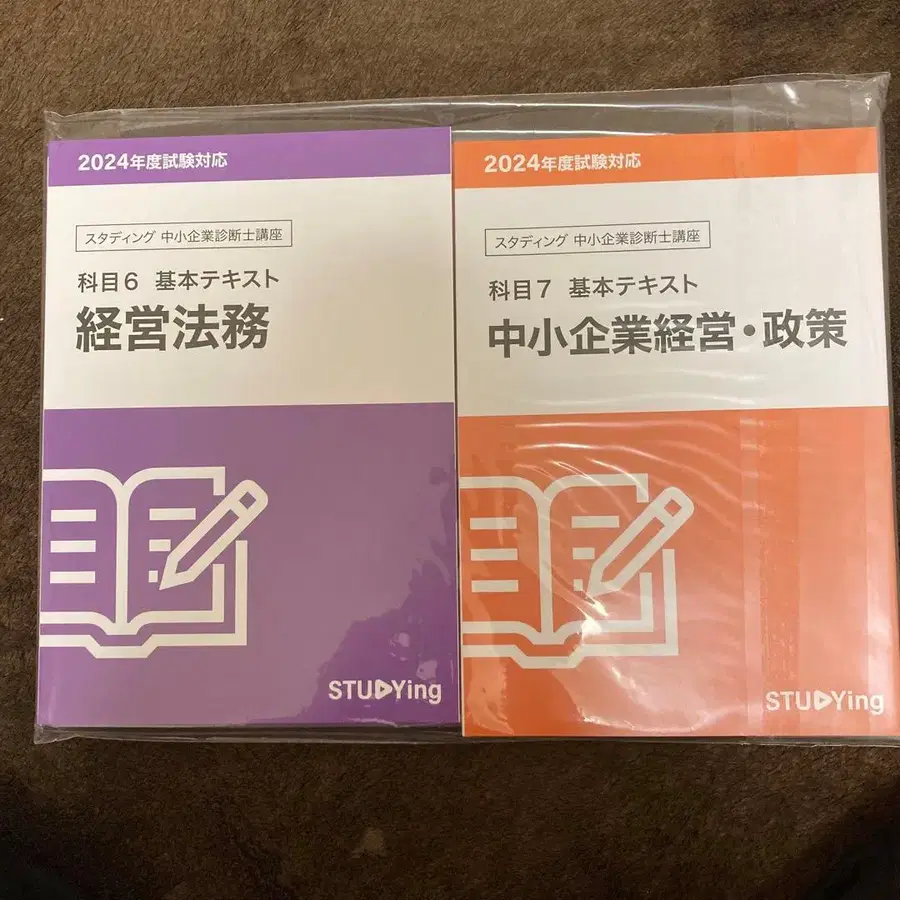 2024年度試験対応
スタディング 中小企業診断士講座
科目6 基本テキスト
経営法務
STUDYing
2024年度試験対応
スタディング 中小企業診断士講座
科目7 基本テキスト
中小企業経営・政策
STUDYing